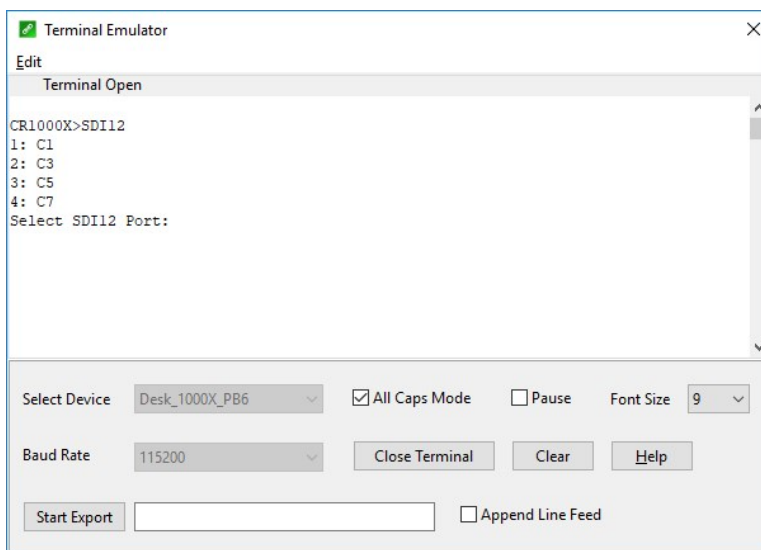 Terminal Emulator
Edit
Terminal Open
CR1000X>SDI12
1: C1
2: C3
3: C5
4: C7
Select SDI12 Port:
Select Device Desk_1000X_PB6 All Caps Mode Pause Font Size 9
Baud Rate 115200 Close Terminal Clear Help
Start Export Append Line Feed